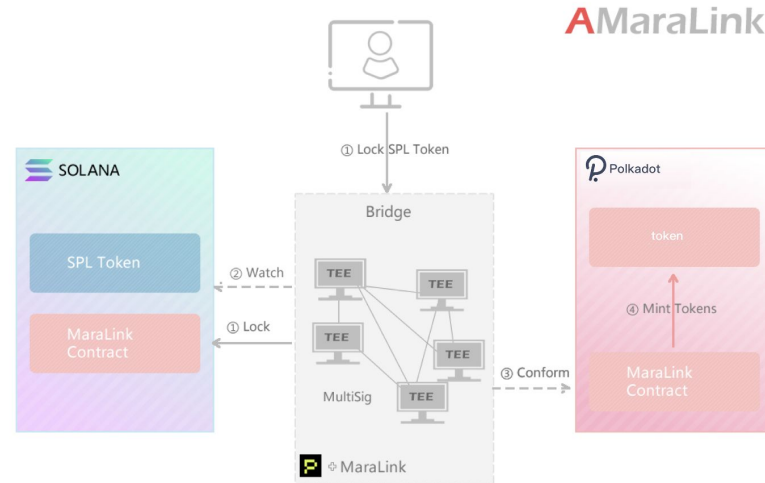 AMaraLink
① Lock SPL Token
SOLANA
SPL Token
MaraLink
Contract
② Watch
① Lock
Bridge
TEE
TEE
TEE
TEE
TEE
MultiSig
P + MaraLink
③ Conform
Polkadot
token
④ Mint Tokens
MaraLink
Contract